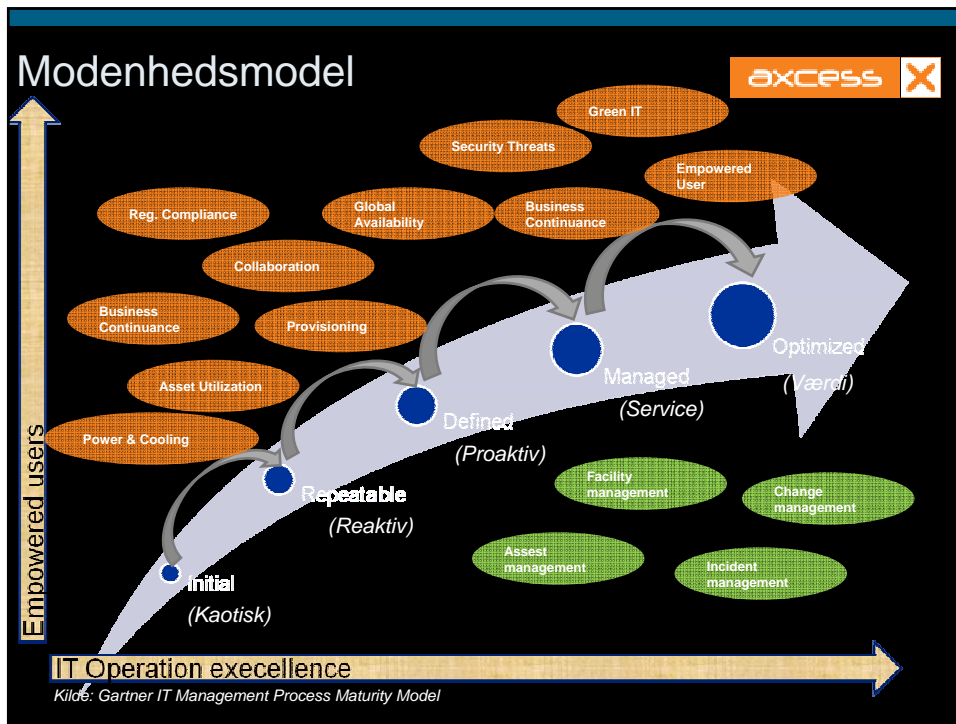 Modenhedsmodel
axcess
Green IT
Security Threats
Empowered
User
Reg. Compliance
Global
Availability
Business
Continuance
Collaboration
Business
Continuance
Provisioning
Asset Utilization
Power & Cooling
Optimized
(Værdi)
Managed
(Service)
Defined
(Proaktiv)
Repeatable
(Reaktiv)
Initial
(Kaotisk)
Facility
management
Change
management
Assest
management
Incident
management
Empowered users
IT Operation execellence
Kilde: Gartner IT Management Process Maturity Model